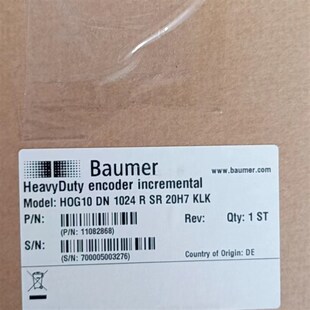 Baumer
www.baumer.com
HeavyDuty encoder incremental
Model: HOG10 DN 1024 R SR 20H7 KLK
P/N: Rev: Qty: 1 ST
(P/N: 11082868)
S/N: Country of Origin: DE
(S/N: 700005003276)